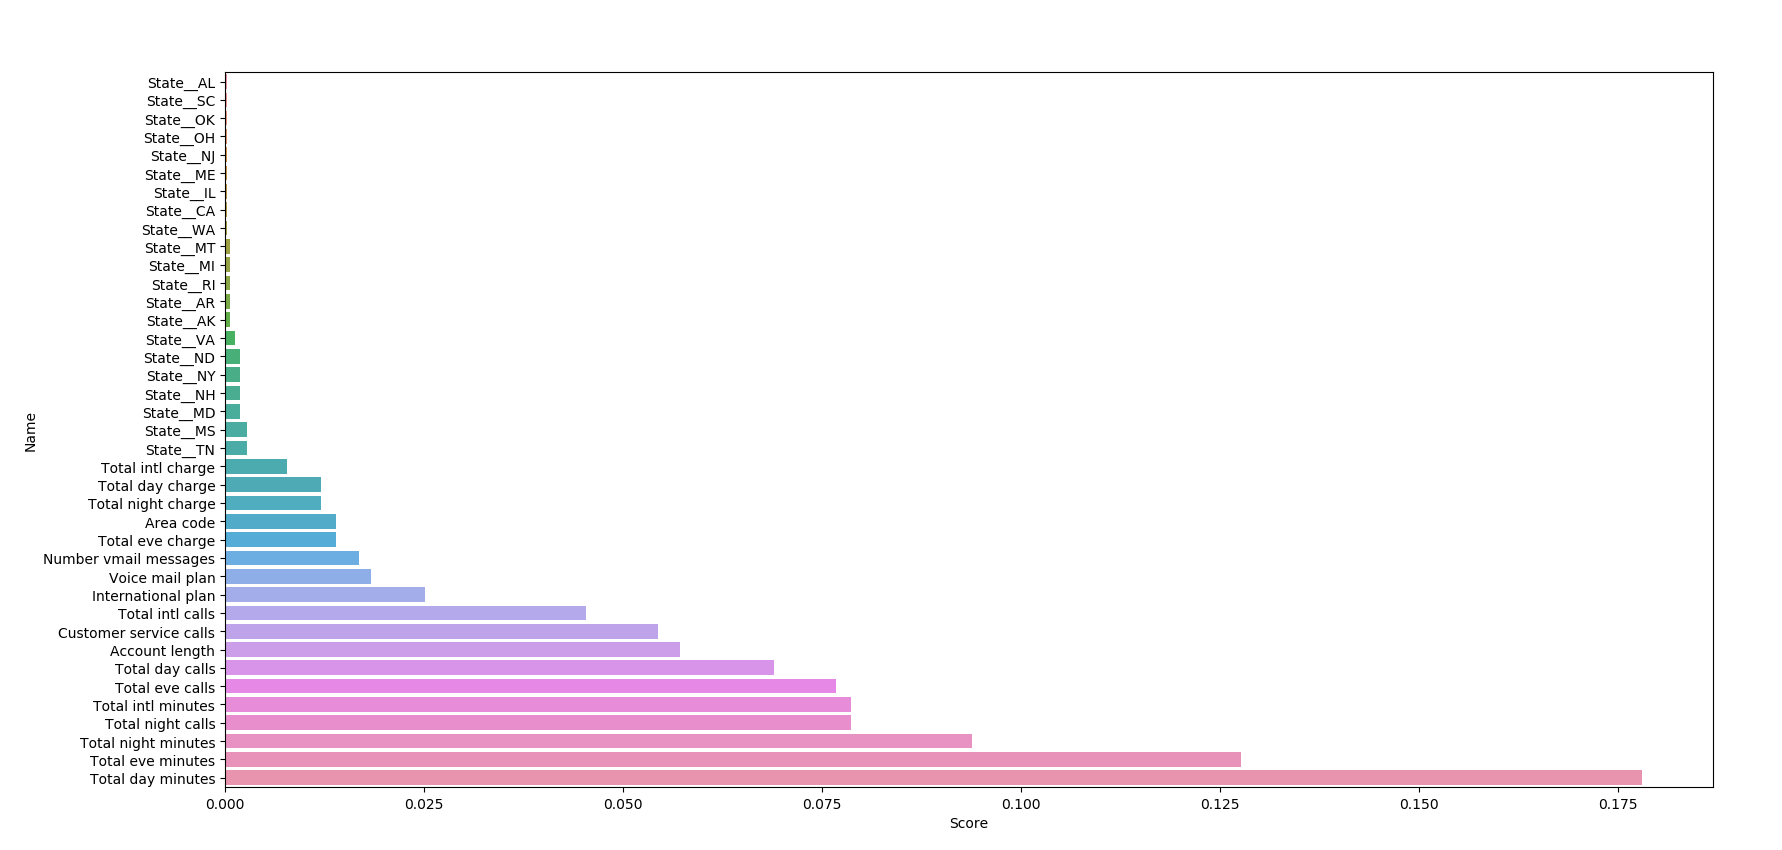 State__AL
State__SC
State__OK
State__OH
State__NJ
State__ME
State__IL
State__CA
State__WA
State__MT
State__MI
State__RI
State__AR
State__AK
State__VA
State__ND
State__NY
State__NH
State__MD
State__MS
State__TN
Total intl charge
Total day charge
Total night charge
Area code
Total eve charge
Number vmail messages
Voice mail plan
International plan
Total intl calls
Customer service calls
Account length
Total day calls
Total eve calls
Total intl minutes
Total night calls
Total night minutes
Total eve minutes
Total day minutes
Name
0.000 0.025 0.050 0.075 0.100 0.125 0.150 0.175
Score